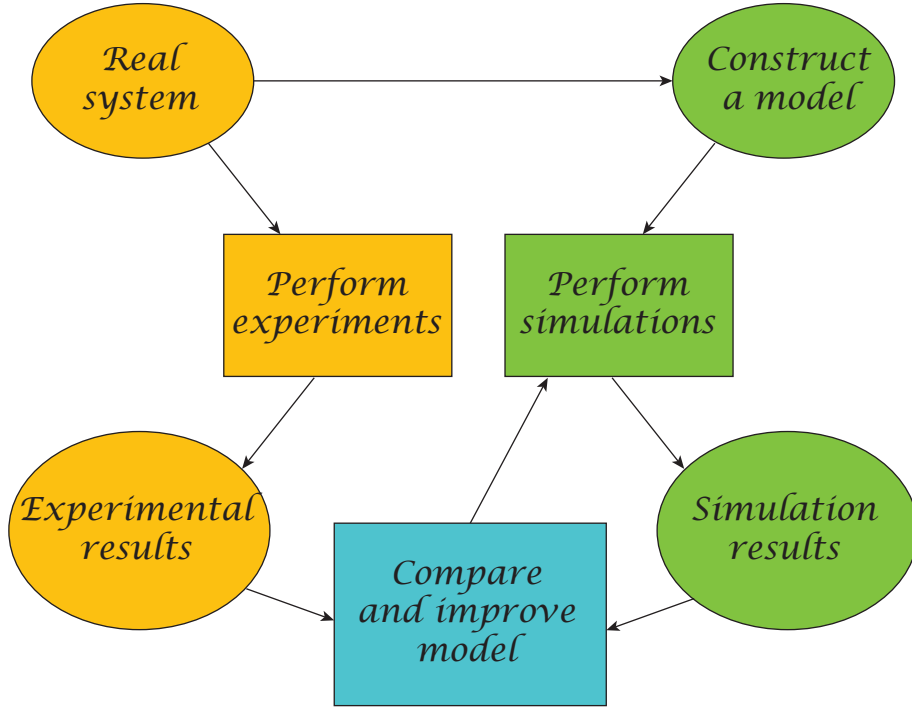 Real
system
Construct
a model
Perform
experiments
Perform
simulations
Experimental
results
Simulation
results
Compare
and improve
model